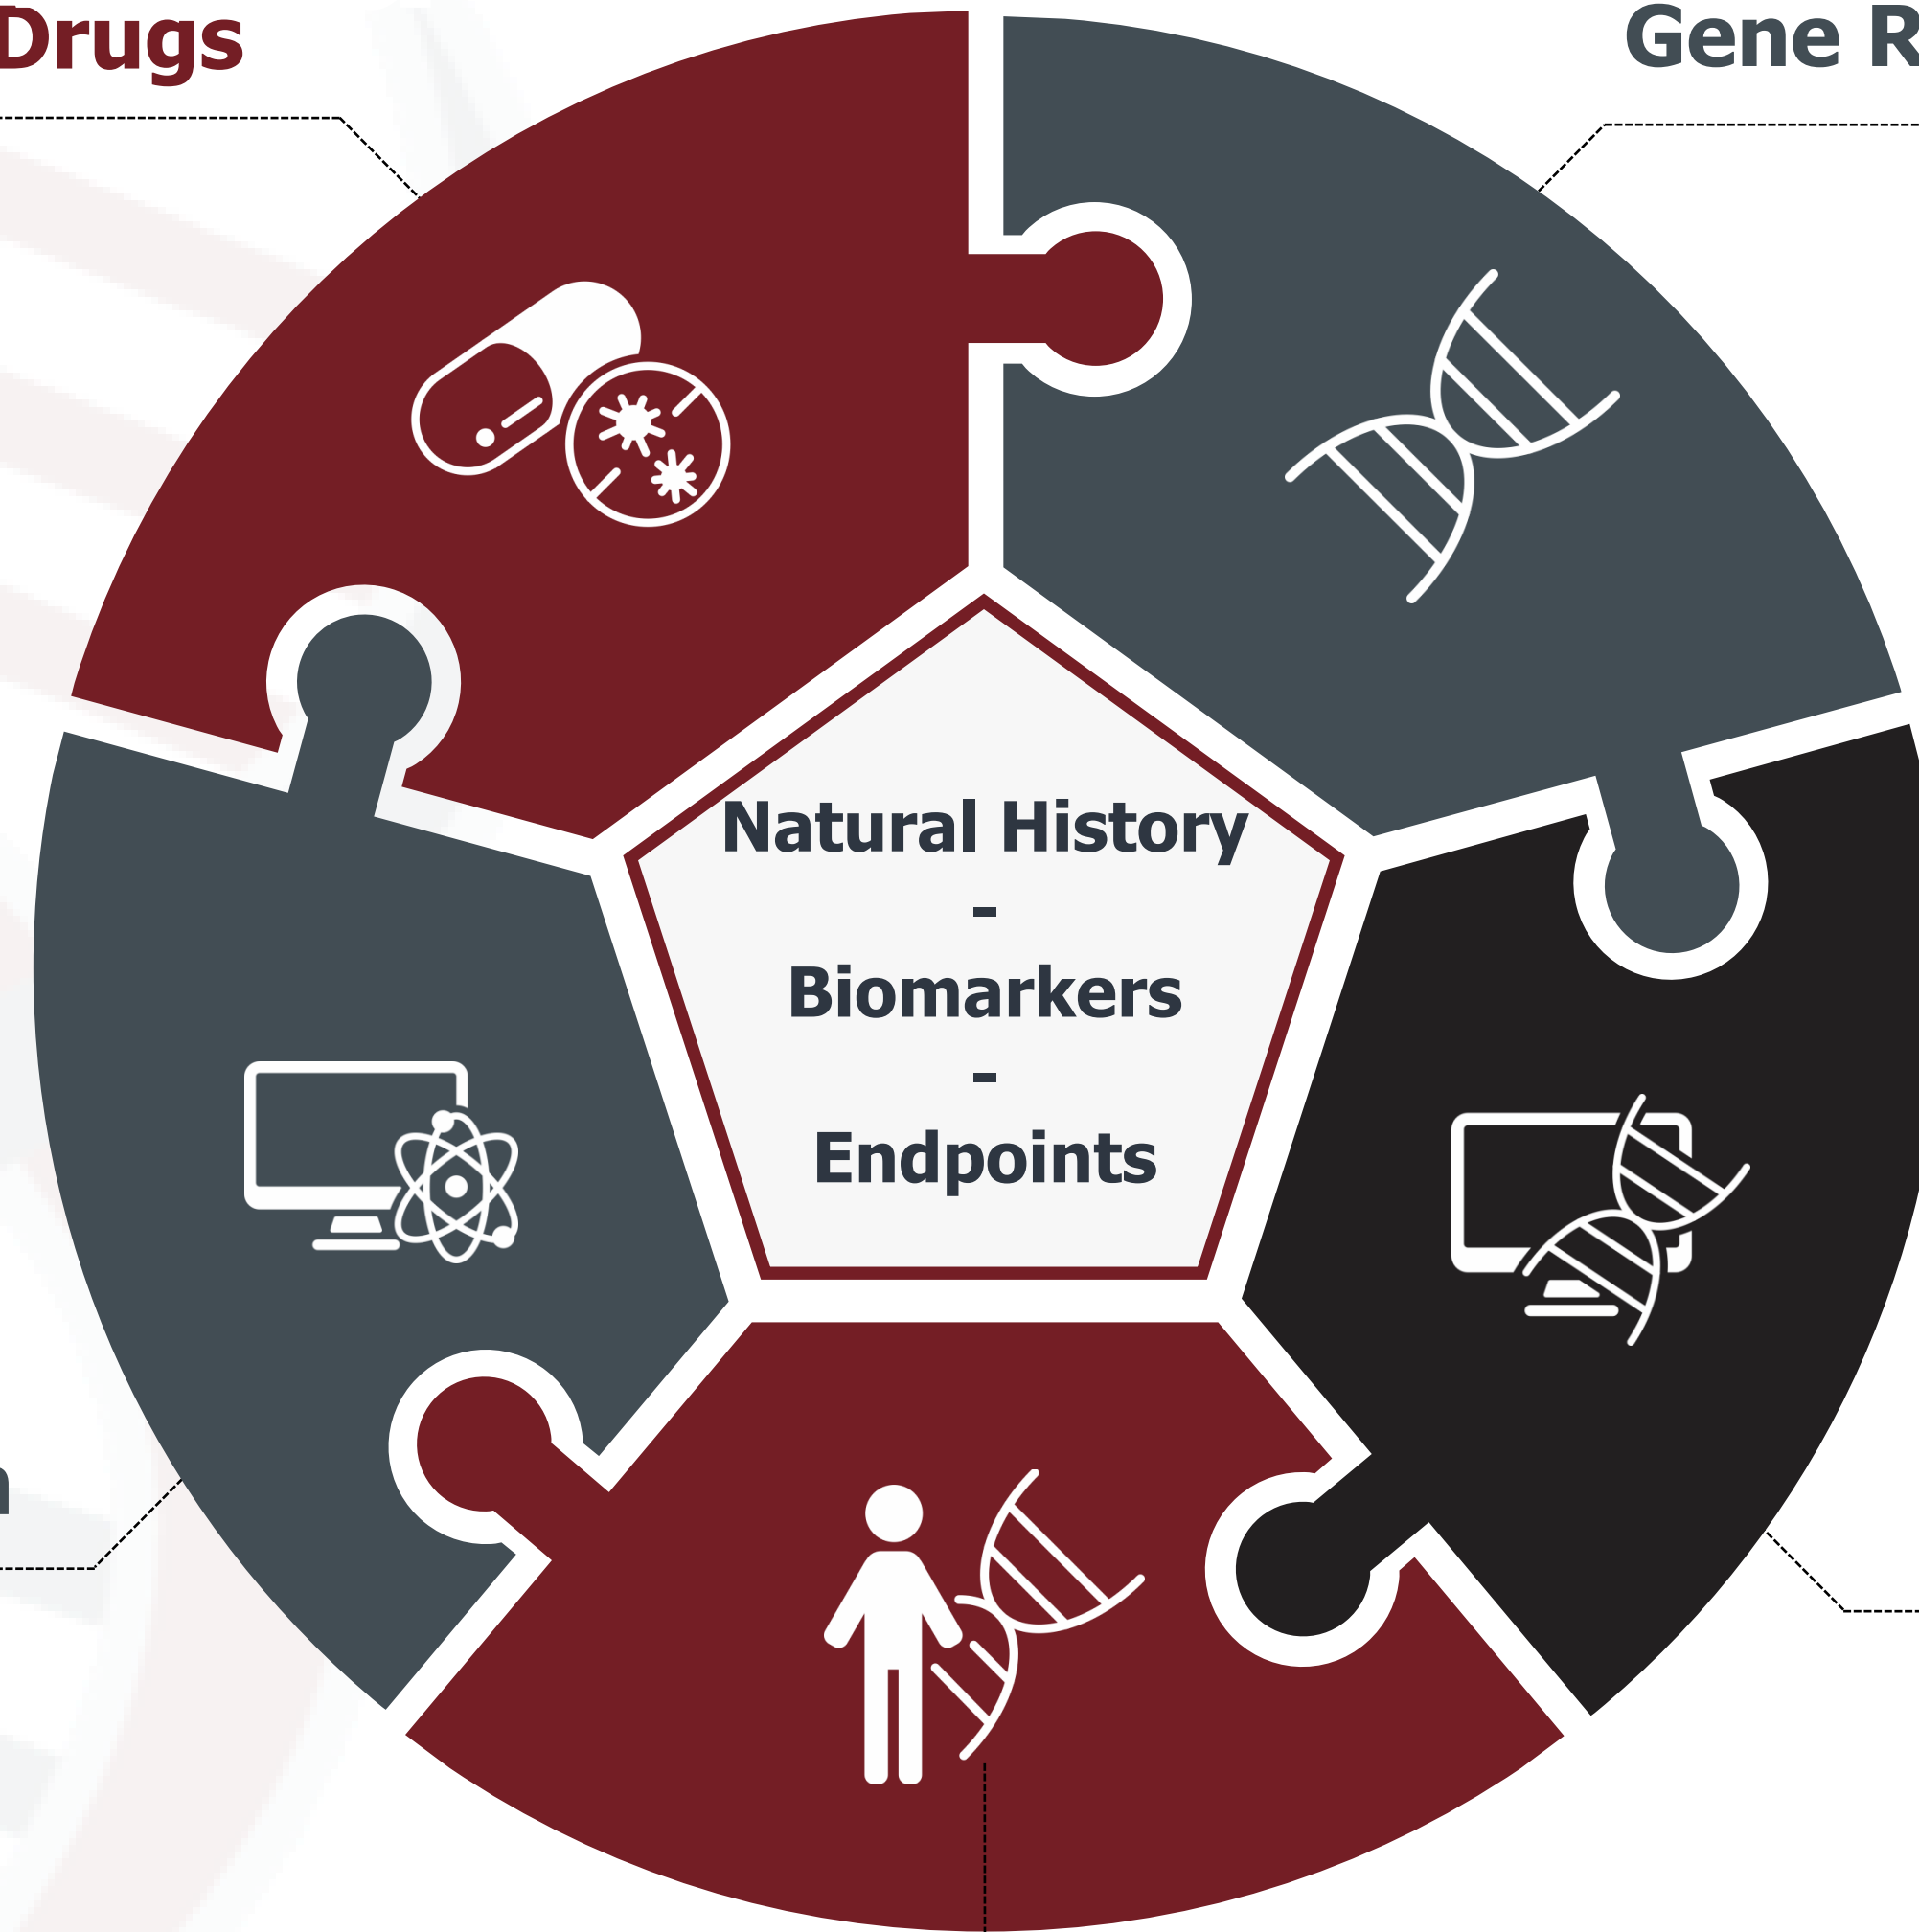 Drugs
Gene R
Natural History
-
Biomarkers
-
Endpoints